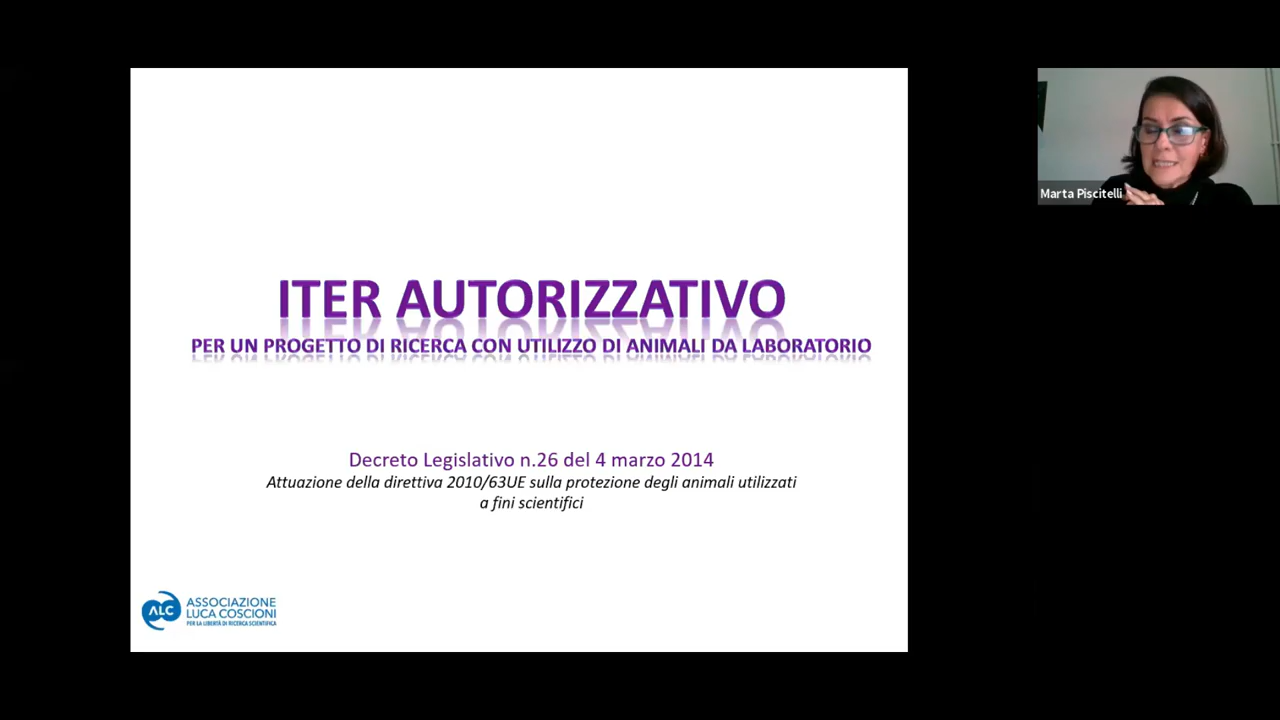 ITER AUTORIZZATIVO
PER UN PROGETTO DI RICERCA CON UTILIZZO DI ANIMALI DA LABORATORIO
Decreto Legislativo n.26 del 4 marzo 2014
Attuazione della direttiva 2010/63UE sulla protezione degli animali utilizzati
a fini scientifici
ALC
ASSOCIAZIONE
LUCA COSCIONI
PER LA LIBERTÀ DI RICERCA SCIENTIFICA
Marta Piscitelli